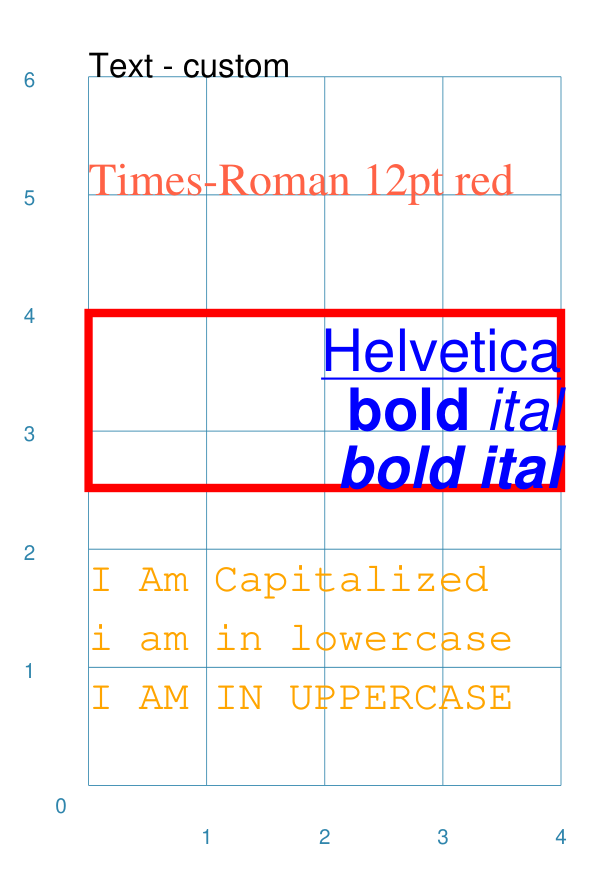 Text - custom
6
Times-Roman 12pt red
5
4
Helvetica
bold ital
3
bold ital
2
I Am Capitalized
i am in lowercase
1
I AM IN UPPERCASE
0
1 2 3 4